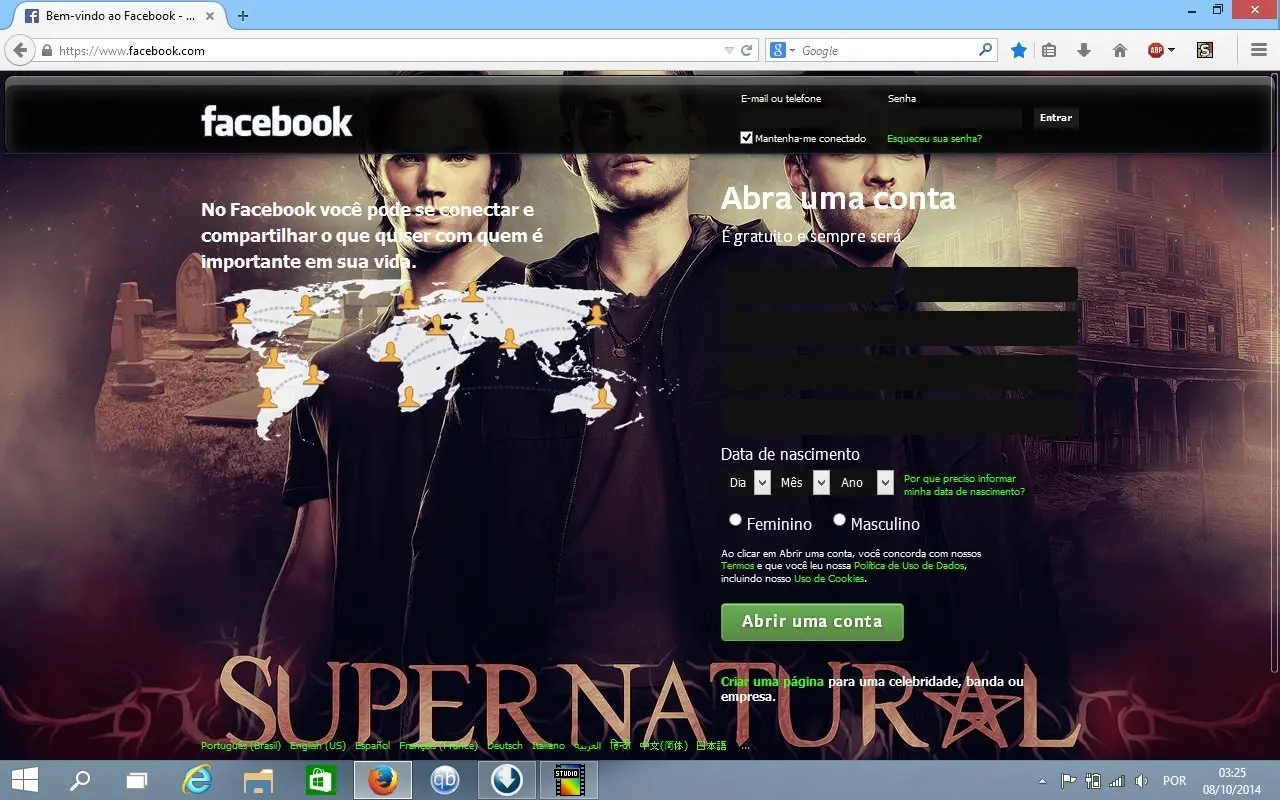 Bem-vindo ao Facebook - ...
https://www.facebook.com
Google
ABP
S
facebook
E-mail ou telefone
Senha
Entrar
Mantenha-me conectado
Esqueceu sua senha?
No Facebook você pode se conectar e
compartilhar o que quiser com quem é
importante em sua vida.
Abra uma conta
É gratuito e sempre será.
Data de nascimento
Dia
Mês
Ano
Por que preciso informar
minha data de nascimento?
Feminino
Masculino
Ao clicar em Abrir uma conta, você concorda com nossos
Termos e que você leu nossa Política de Uso de Dados,
incluindo nosso Uso de Cookies.
Abrir uma conta
SUPERNATURAL
Criar uma página para uma celebridade, banda ou
empresa.
Português (Brasil) English (US) Español Français (France) Deutsch Italiano العربية हिन्दी 中文(简体) 日本語 ...
qb
STUDIO
POR
03:25
08/10/2014